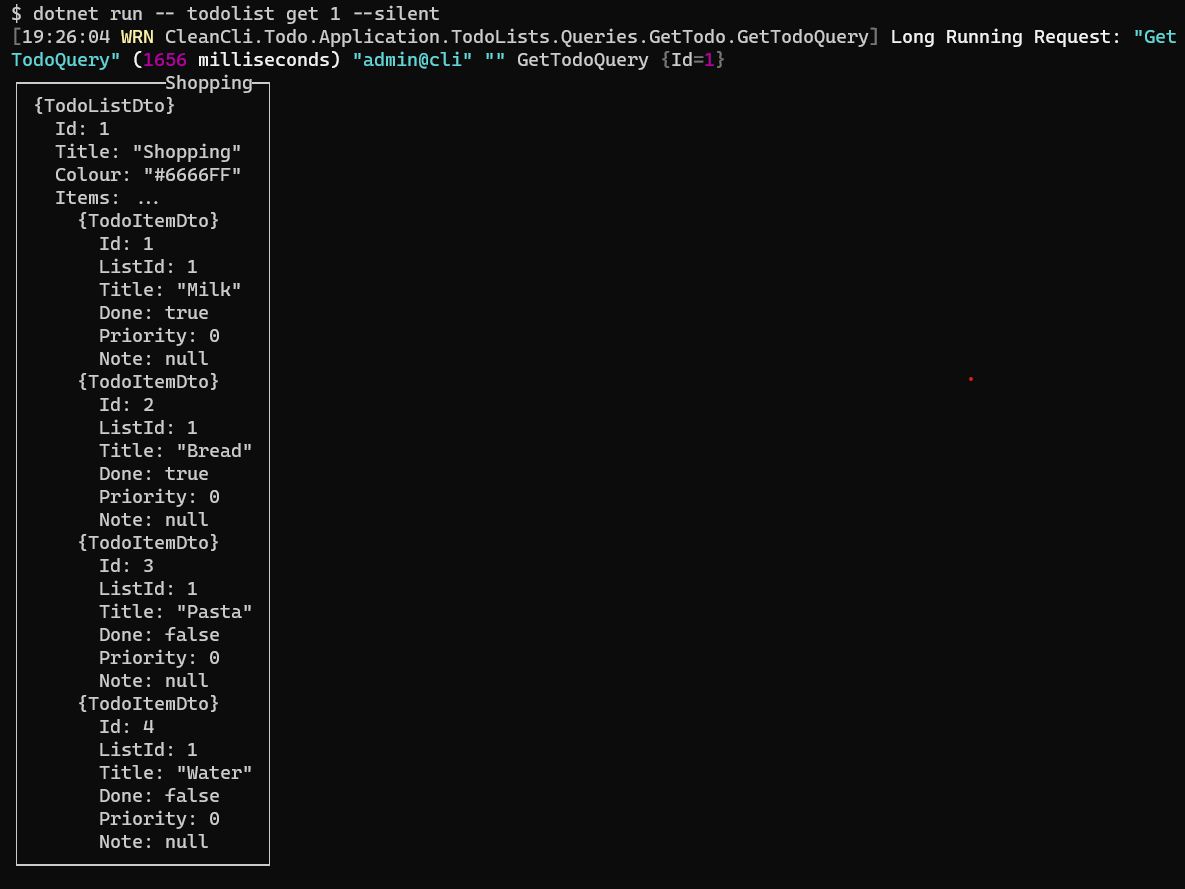 $ dotnet run -- todolist get 1 --silent
[19:26:04 WRN CleanCli.Todo.Application.TodoLists.Queries.GetTodo.GetTodoQuery] Long Running Request: "Get
TodoQuery" (1656 milliseconds) "admin@cli" "" GetTodoQuery {Id=1}
Shopping
{TodoListDto}
Id: 1
Title: "Shopping"
Colour: "#6666FF"
Items: ...
{TodoItemDto}
Id: 1
ListId: 1
Title: "Milk"
Done: true
Priority: 0
Note: null
{TodoItemDto}
Id: 2
ListId: 1
Title: "Bread"
Done: true
Priority: 0
Note: null
{TodoItemDto}
Id: 3
ListId: 1
Title: "Pasta"
Done: false
Priority: 0
Note: null
{TodoItemDto}
Id: 4
ListId: 1
Title: "Water"
Done: false
Priority: 0
Note: null